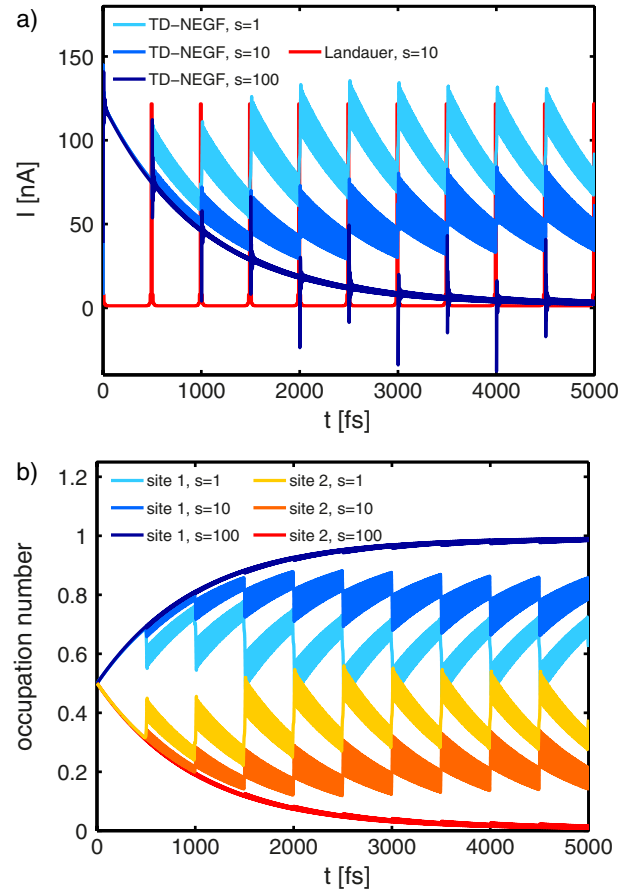 a)
TD−NEGF, s=1
TD−NEGF, s=10
Landauer, s=10
TD−NEGF, s=100
150
100
50
0
I [nA]
0 1000 2000 3000 4000 5000
t [fs]
b)
site 1, s=1
site 2, s=1
site 1, s=10
site 2, s=10
site 1, s=100
site 2, s=100
1.2
1
0.8
0.6
0.4
0.2
0
occupation number
0 1000 2000 3000 4000 5000
t [fs]